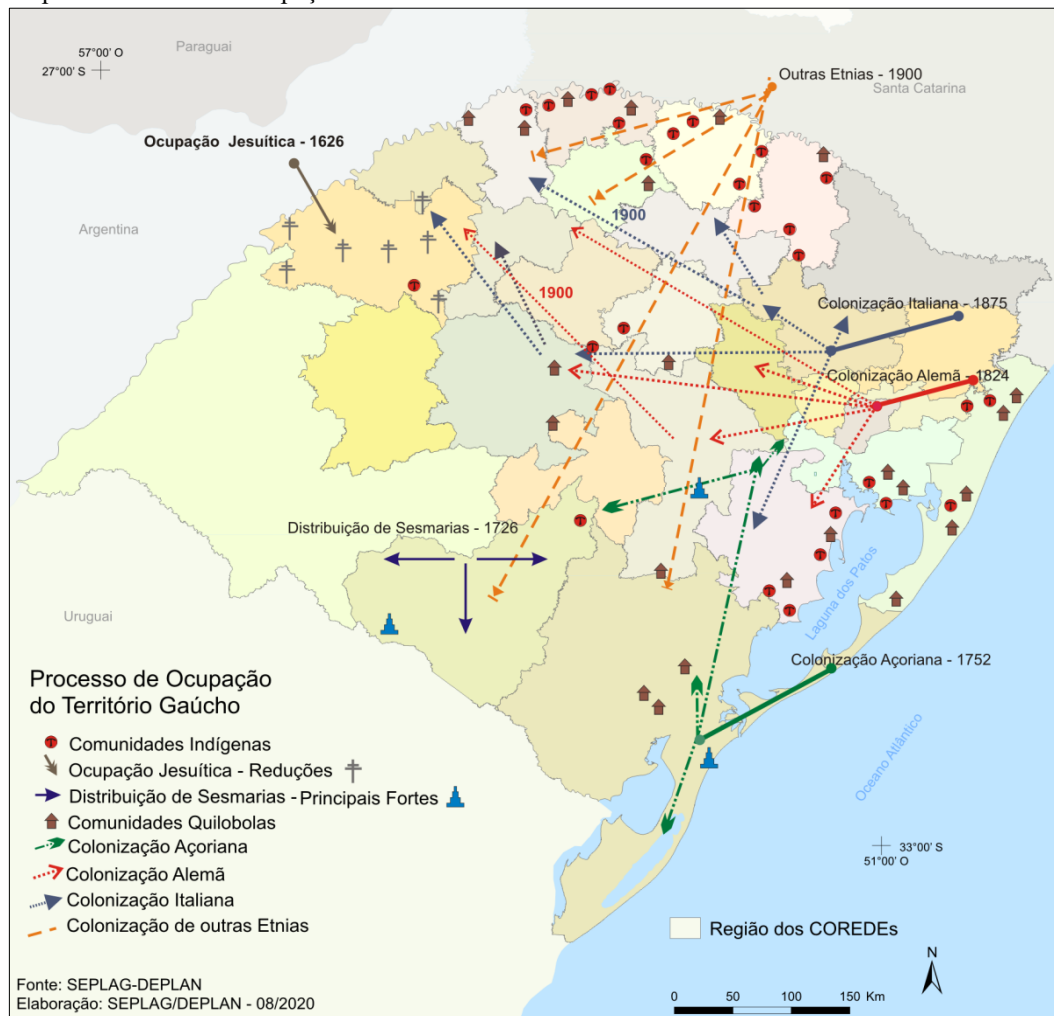 Paraguai
57°00' O
27°00' S
Outras Etnias - 1900
Santa Catarina
Ocupação Jesuítica - 1626
Argentina
1900
Colonização Italiana - 1875
1900
Colonização Alemã - 1824
Distribuição de Sesmarias - 1726
Uruguai
Laguna dos Patos
Colonização Açoriana - 1752
Oceano Atlântico
33°00' S
51°00' O
Processo de Ocupação
do Território Gaúcho
Comunidades Indígenas
Ocupação Jesuítica - Reduções
Distribuição de Sesmarias - Principais Fortes
Comunidades Quilobolas
Colonização Açoriana
Colonização Alemã
Colonização Italiana
Colonização de outras Etnias
Região dos COREDEs
N
Fonte: SEPLAG-DEPLAN
Elaboração: SEPLAG/DEPLAN - 08/2020
0 50 100 150 Km